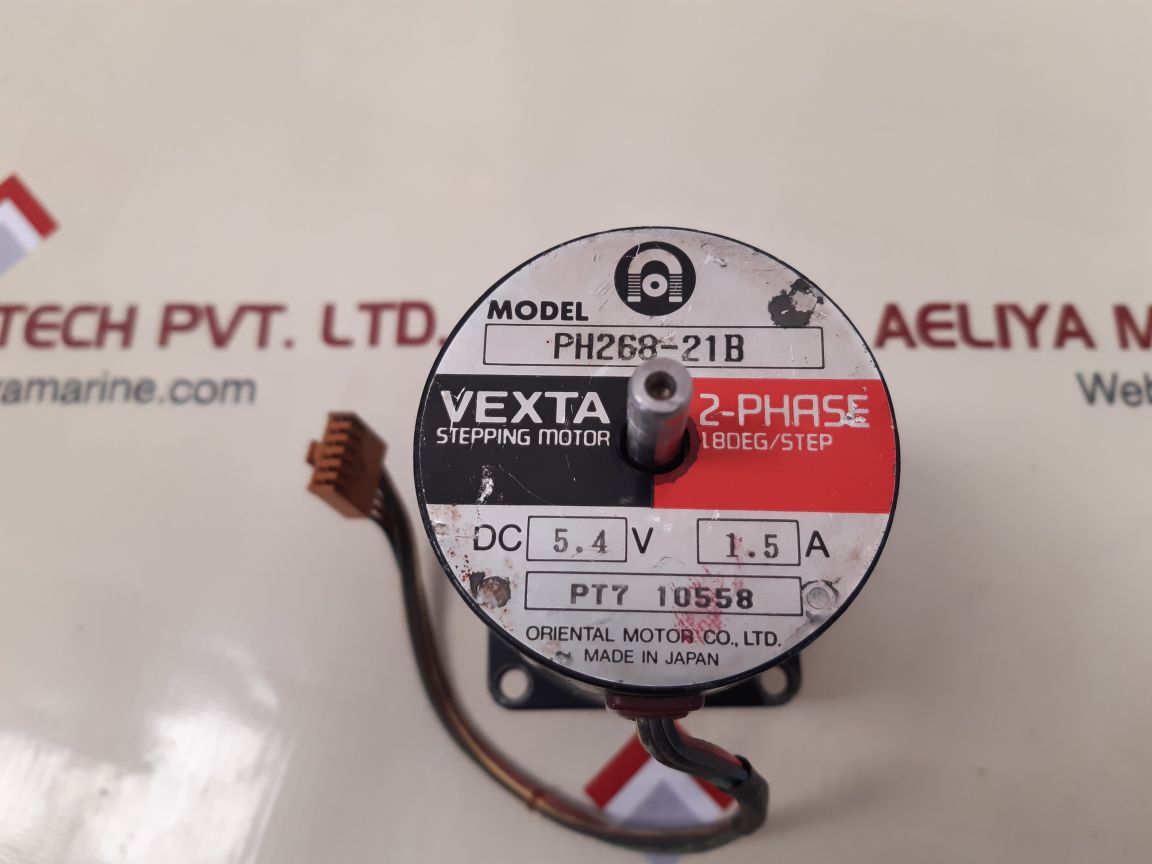 MODEL
PH268-21B
VEXTA
STEPPING MOTOR
2-PHASE
1.8DEG/STEP
DC 5.4 V 1.5 A
PT7 10558
ORIENTAL MOTOR CO., LTD.
MADE IN JAPAN
TECH PVT. LTD.
yamarine.com
AELIYA M
Web